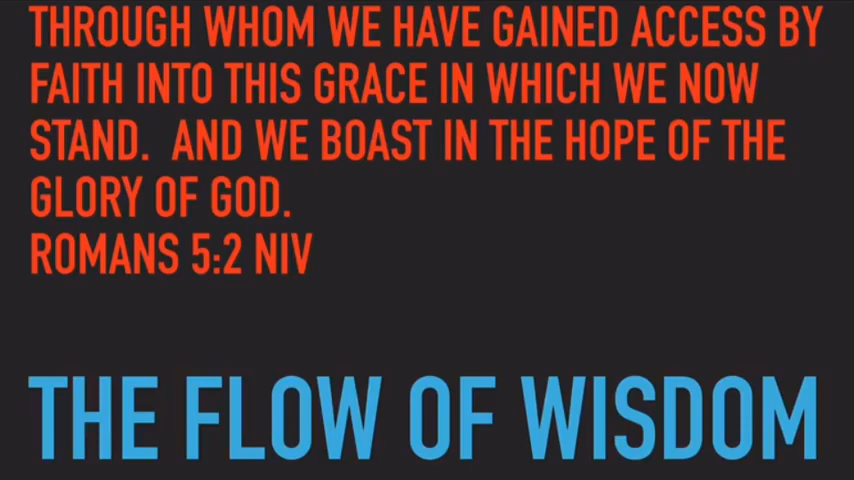 THROUGH WHOM WE HAVE GAINED ACCESS BY
FAITH INTO THIS GRACE IN WHICH WE NOW
STAND.  AND WE BOAST IN THE HOPE OF THE
GLORY OF GOD.
ROMANS 5:2 NIV
THE FLOW OF WISDOM